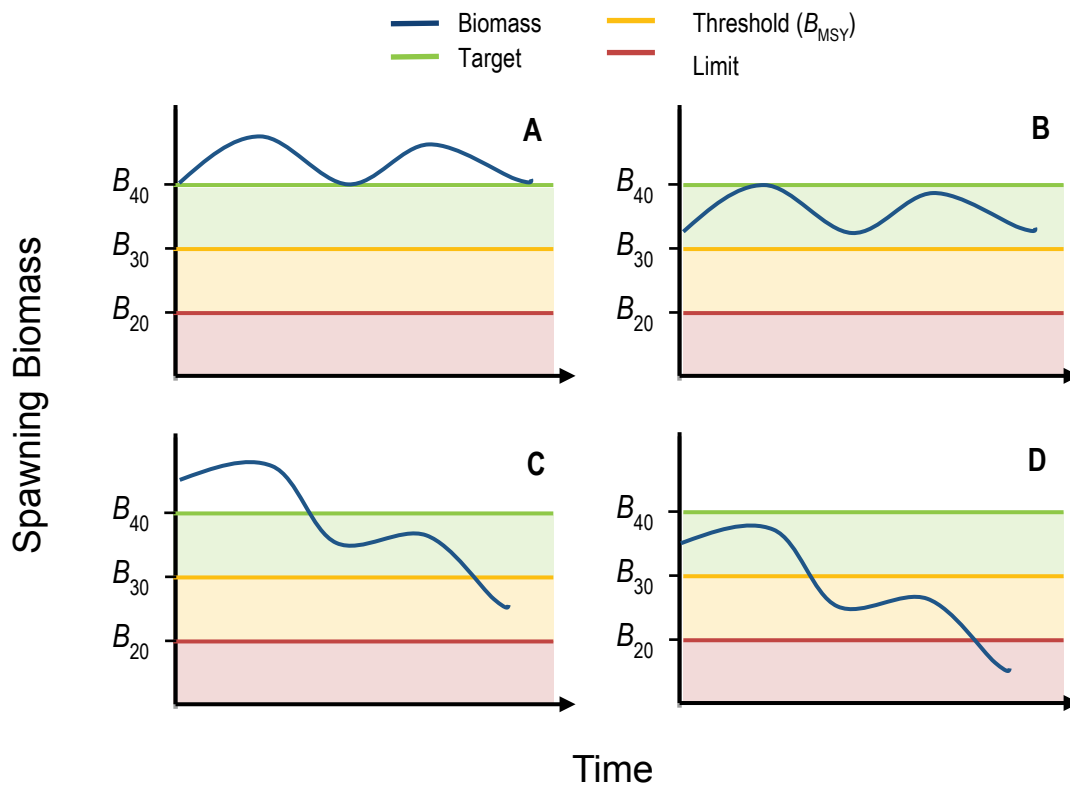 Biomass
Threshold (BMSY)
Target
Limit
A
B
B40
B30
B20
B40
B30
B20
Spawning Biomass
C
D
B40
B30
B20
B40
B30
B20
Time